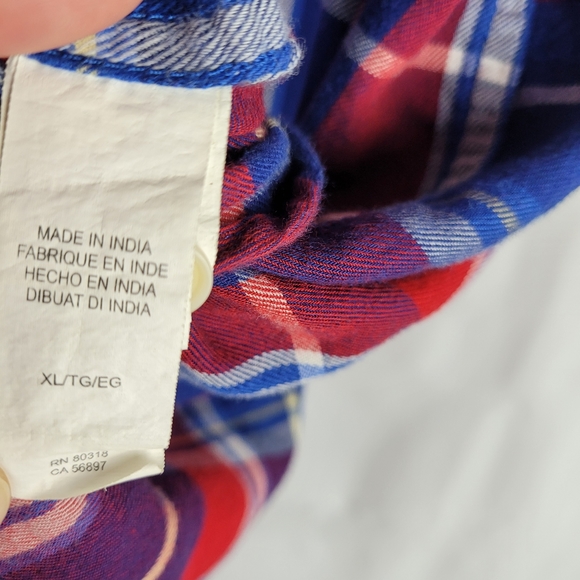 MADE IN INDIA
FABRIQUE EN INDE
HECHO EN INDIA
DIBUAT DI INDIA
XL/TG/EG
RN 80318
CA 56897